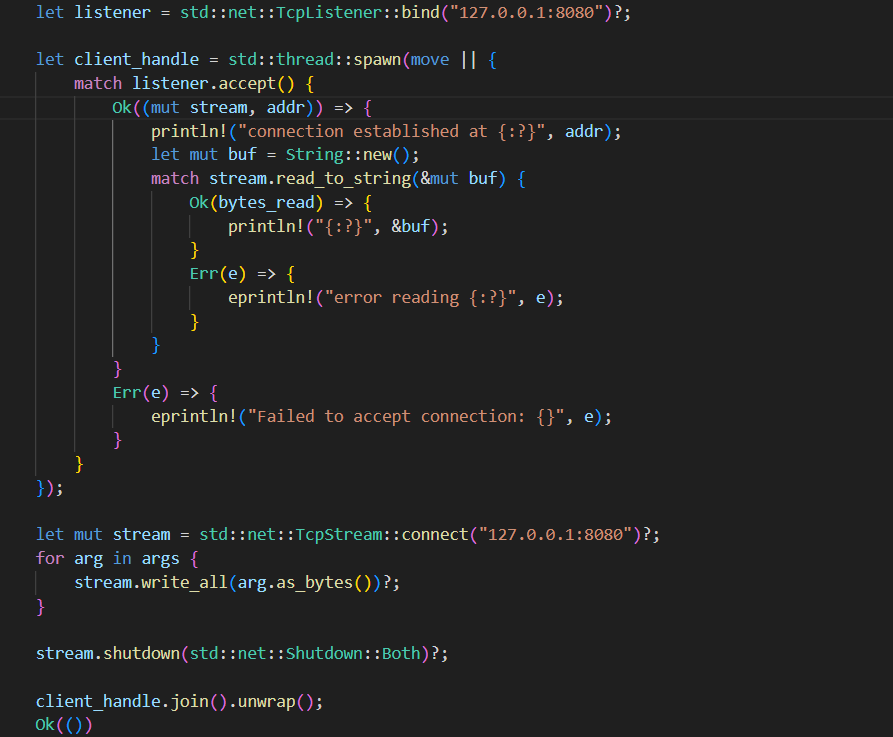 let listener = std::net::TcpListener::bind("127.0.0.1:8080")?;
let client_handle = std::thread::spawn(move || {
match listener.accept() {
Ok((mut stream, addr)) => {
println!("connection established at {:?}", addr);
let mut buf = String::new();
match stream.read_to_string(&mut buf) {
Ok(bytes_read) => {
println!("{:?}", &buf);
}
Err(e) => {
eprintln!("error reading {:?}", e);
}
}
}
Err(e) => {
eprintln!("Failed to accept connection: {}", e);
}
}
});
let mut stream = std::net::TcpStream::connect("127.0.0.1:8080")?;
for arg in args {
stream.write_all(arg.as_bytes())?;
}
stream.shutdown(std::net::Shutdown::Both)?;
client_handle.join().unwrap();
Ok(())